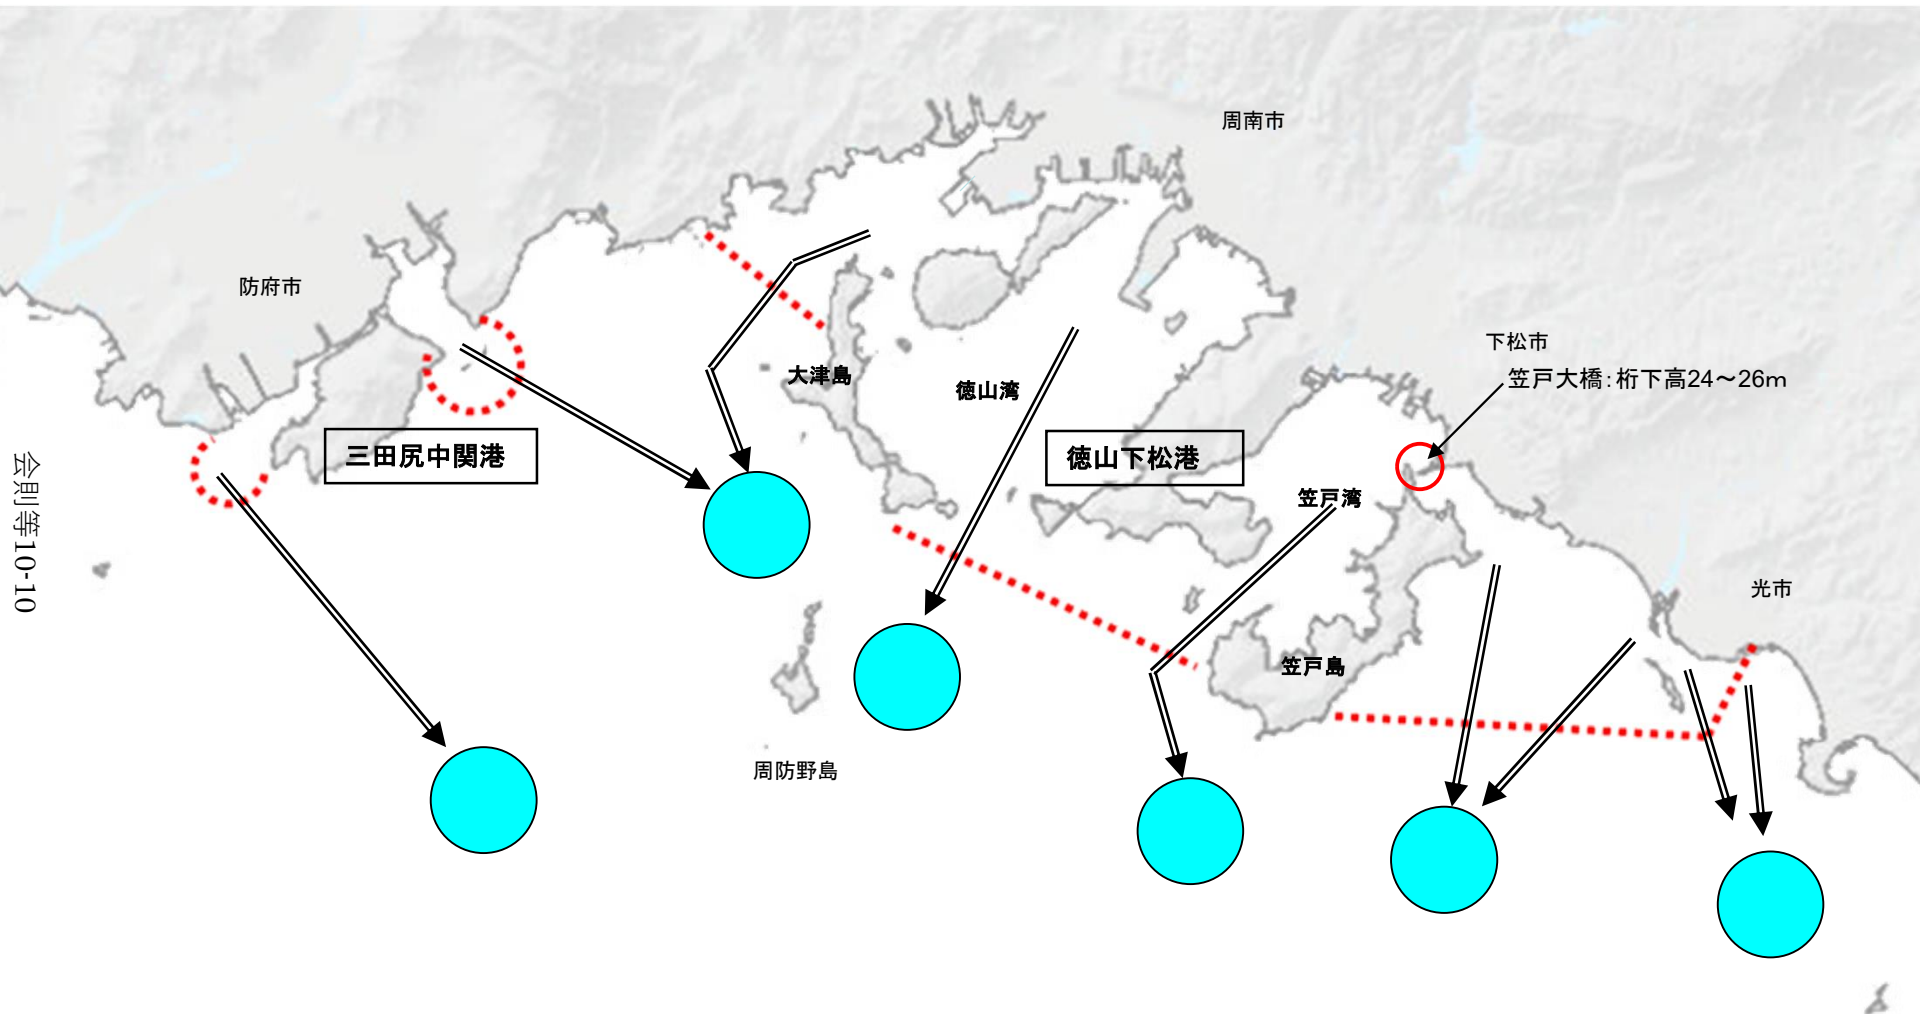 周南市
防府市
下松市
笠戸大橋：桁下高24～26m
大津島
徳山湾
三田尻中関港
徳山下松港
笠戸湾
会則等10-10
光市
笠戸島
周防野島